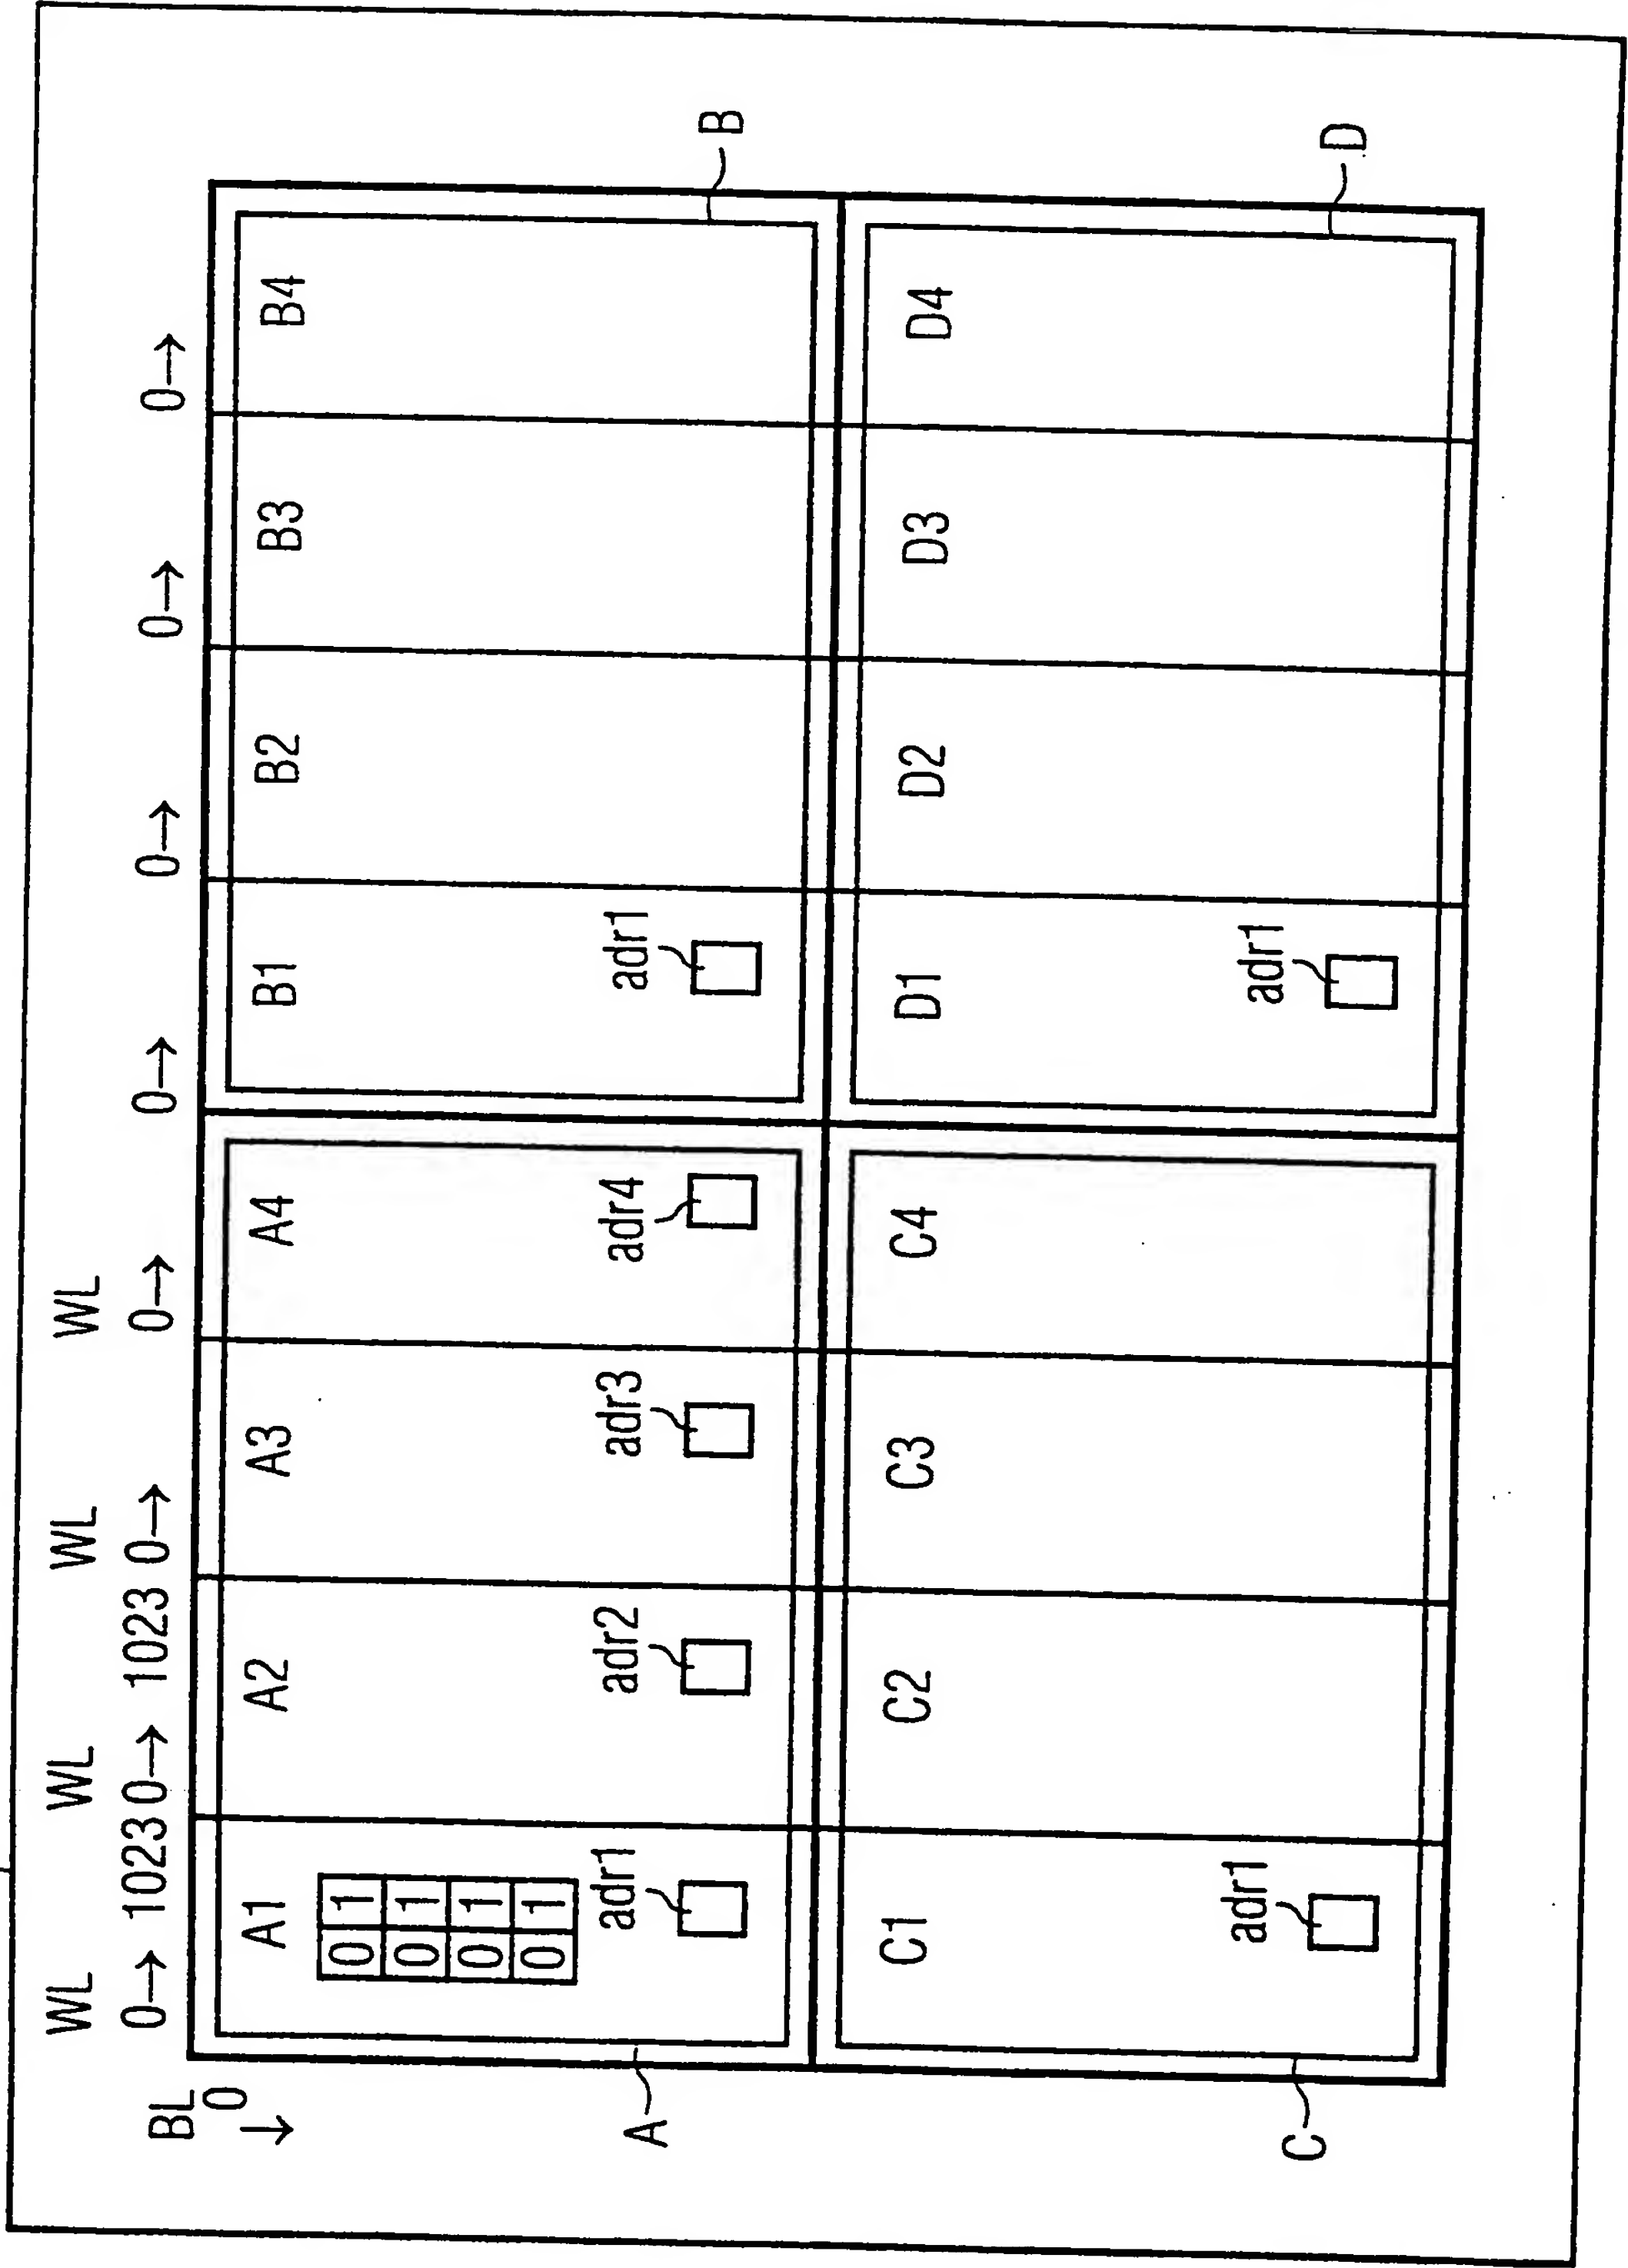 WL WL WL WL
0→ 1023 0→ 1023 0→ 0→ 0→ 0→ 0→ 0→
BL
0
↓
A1 A2 A3 A4 B1 B2 B3 B4
0 1
0 1
0 1
0 1
adr1 adr2 adr3 adr4 adr1
A B
C1 C2 C3 C4 D1 D2 D3 D4
adr1 adr1
C D